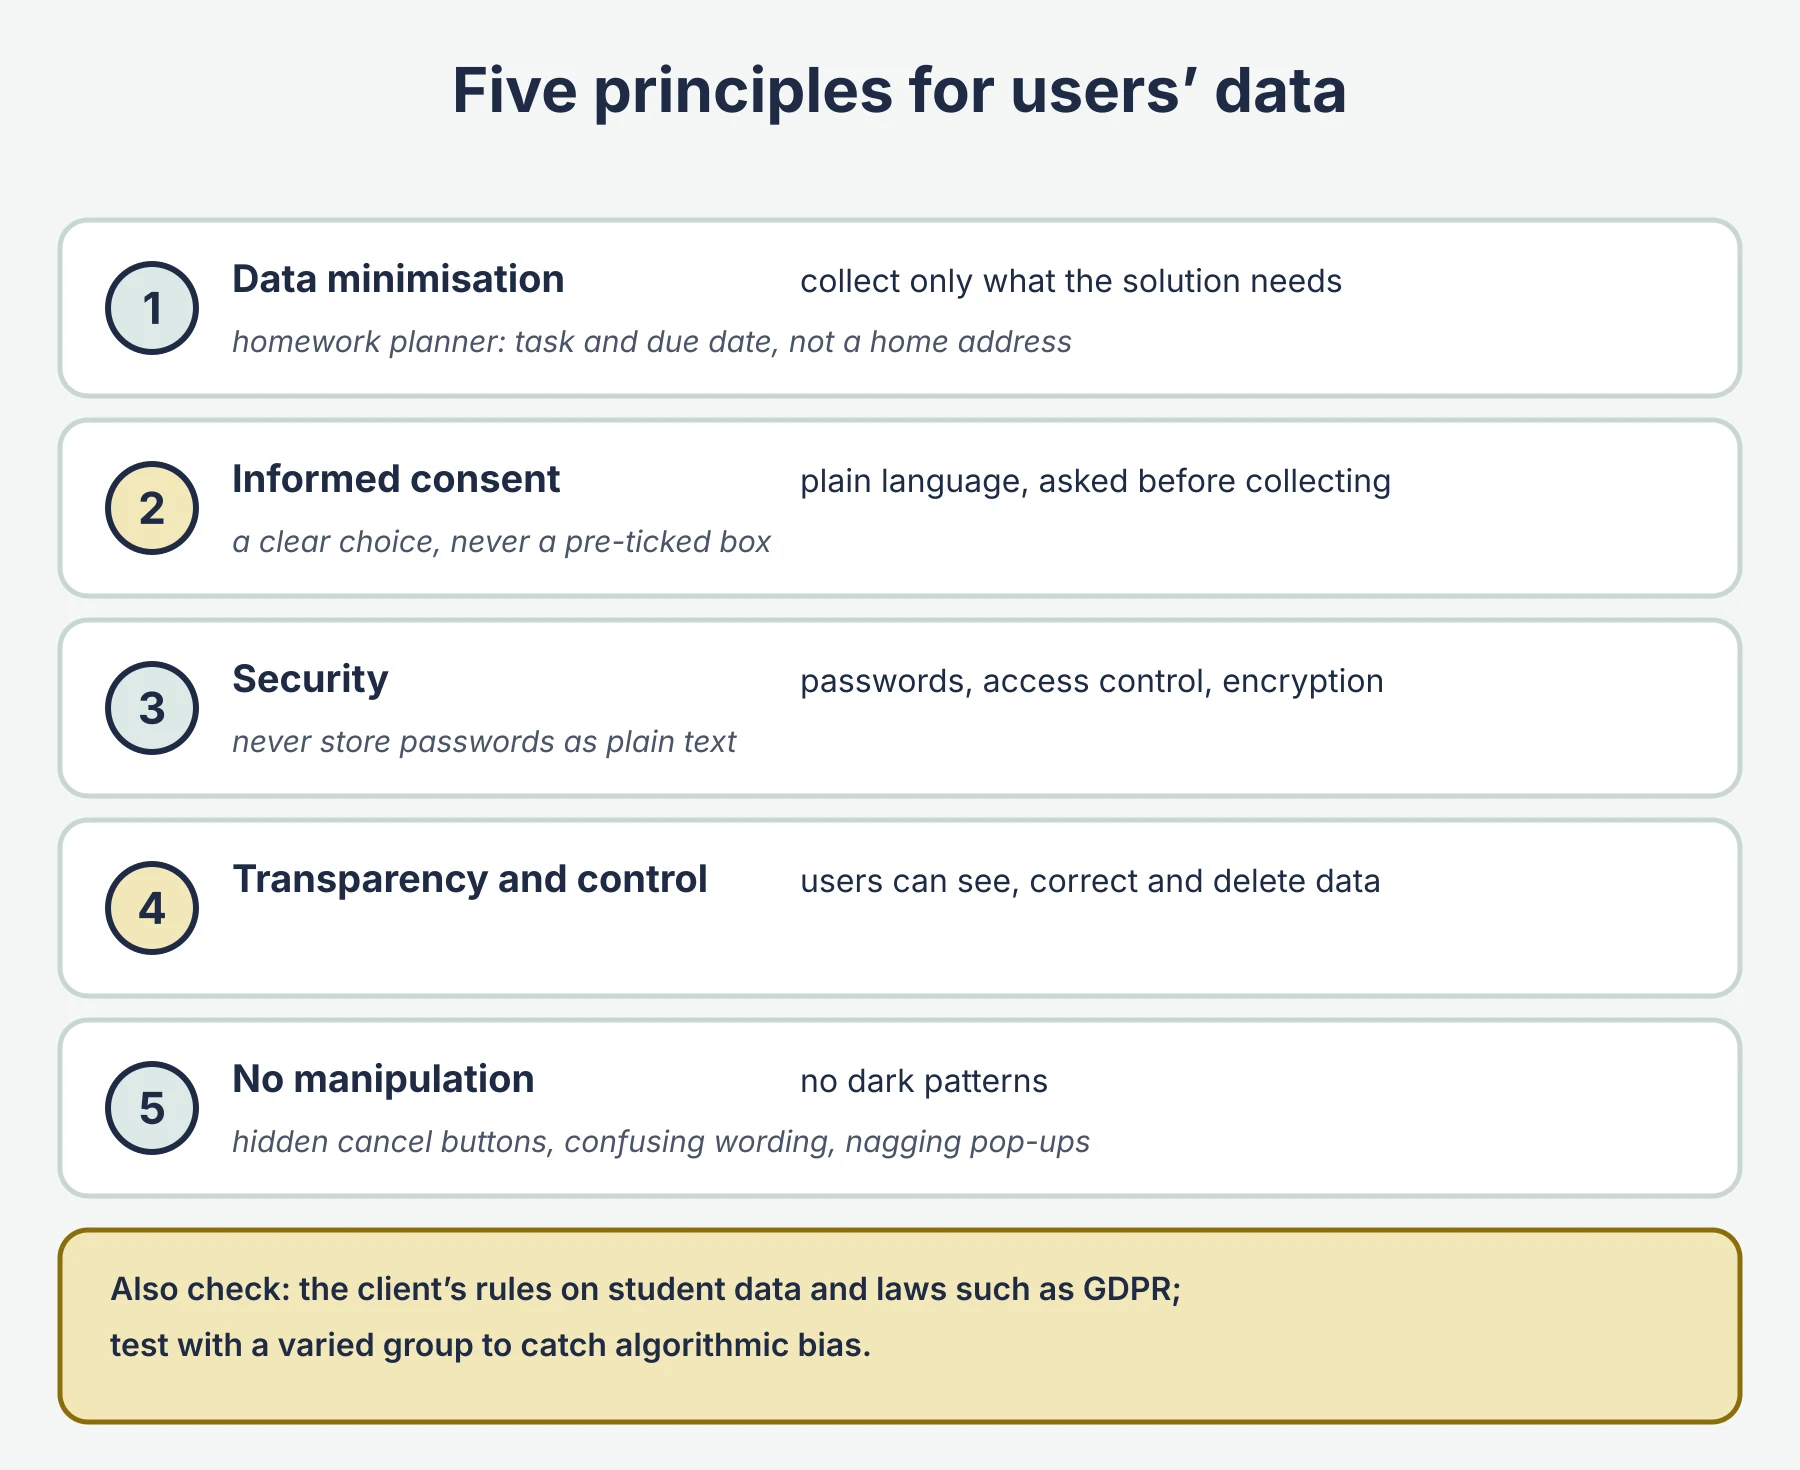 Five principles for users’ data
1
Data minimisation
collect only what the solution needs
homework planner: task and due date, not a home address
2
Informed consent
plain language, asked before collecting
a clear choice, never a pre-ticked box
3
Security
passwords, access control, encryption
never store passwords as plain text
4
Transparency and control
users can see, correct and delete data
5
No manipulation
no dark patterns
hidden cancel buttons, confusing wording, nagging pop-ups
Also check: the client’s rules on student data and laws such as GDPR;
test with a varied group to catch algorithmic bias.